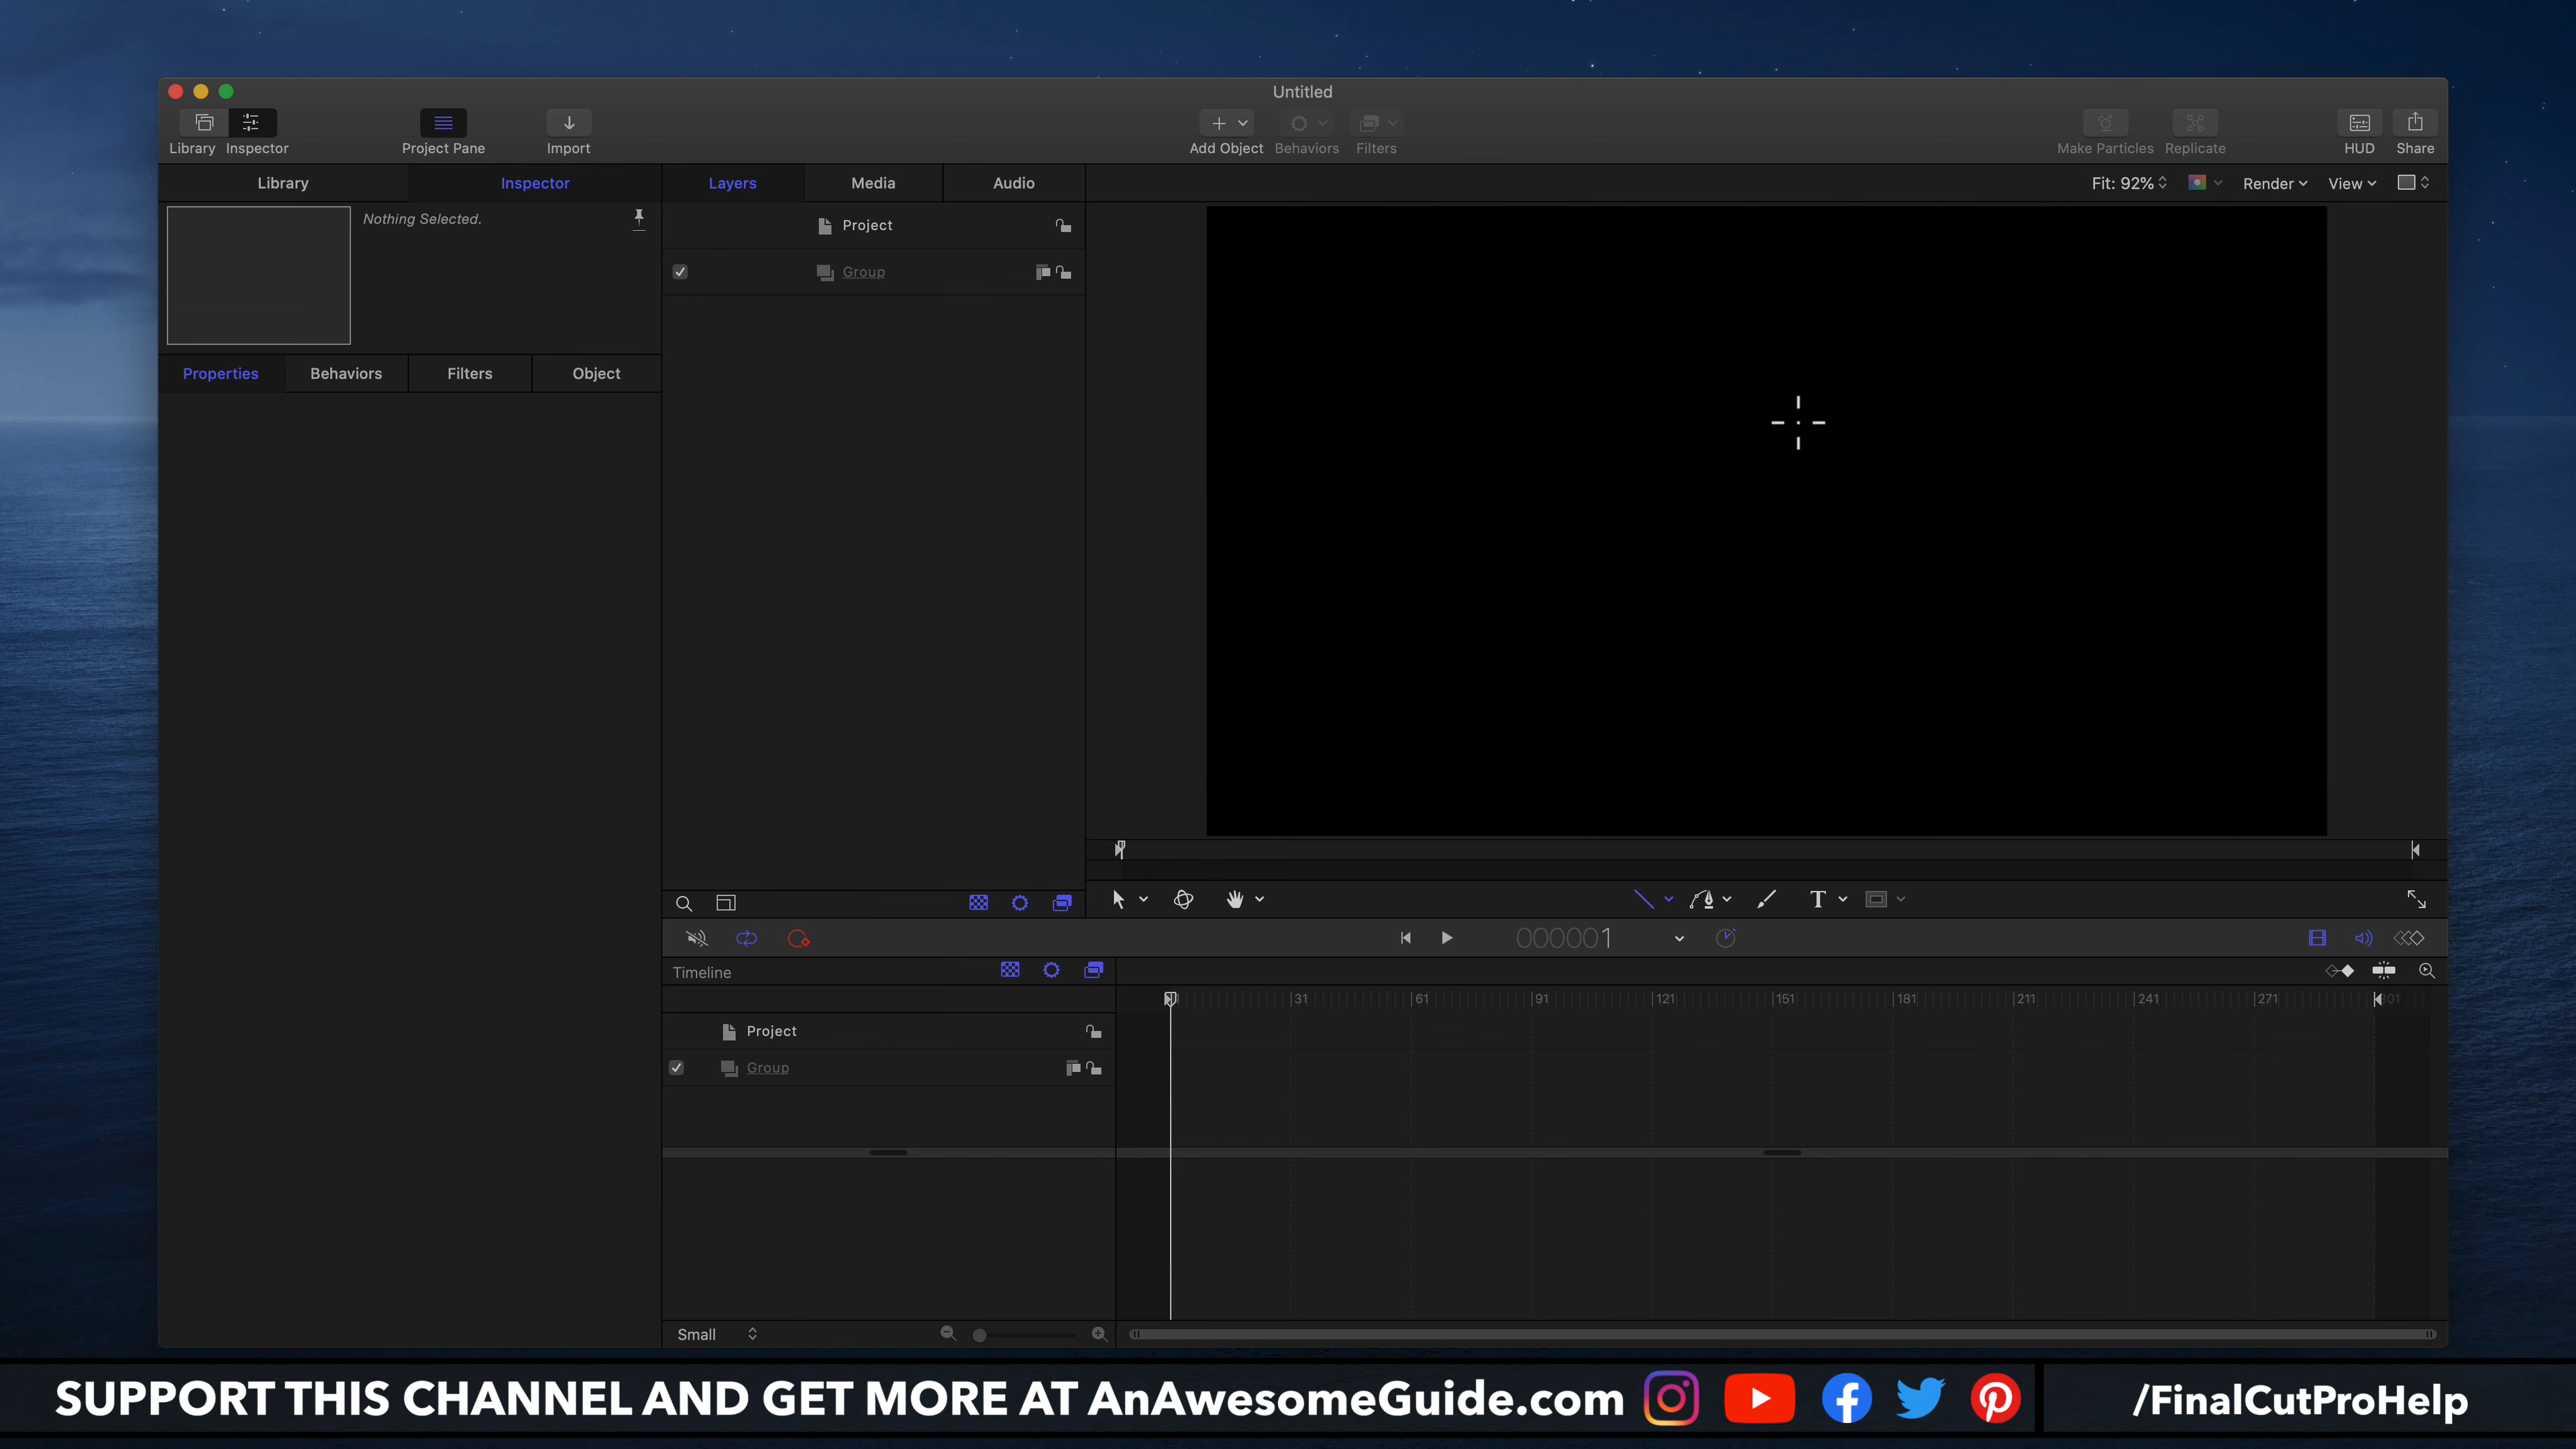 Untitled
Library Inspector Project Pane Import Add Object Behaviors Filters Make Particles Replicate HUD Share
Library Inspector Layers Media Audio Fit: 92% Render View
Nothing Selected.
Project
Group
Properties Behaviors Filters Object
T
000001
Timeline
31 61 91 121 151 181 211 241 271 301
Project
Group
Small
SUPPORT THIS CHANNEL AND GET MORE AT AnAwesomeGuide.com /FinalCutProHelp